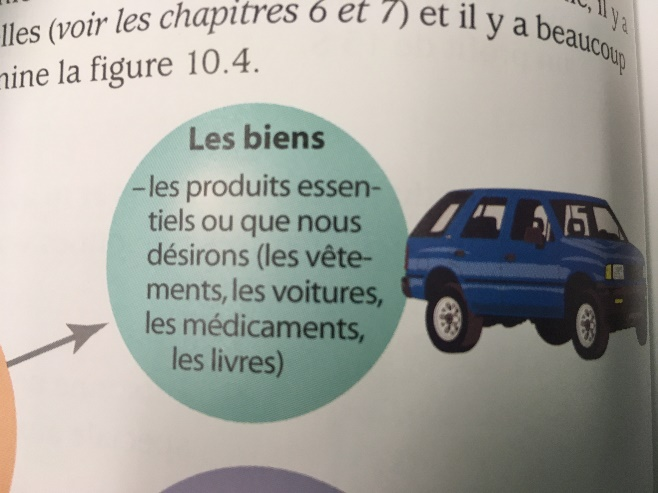 lles (voir les chapitres 6 et 7) et il y a beaucoup
la figure 10.4.
Les biens
–les produits essen-
tiels ou que nous
désirons (les vête-
ments, les voitures,
les médicaments,
les livres)